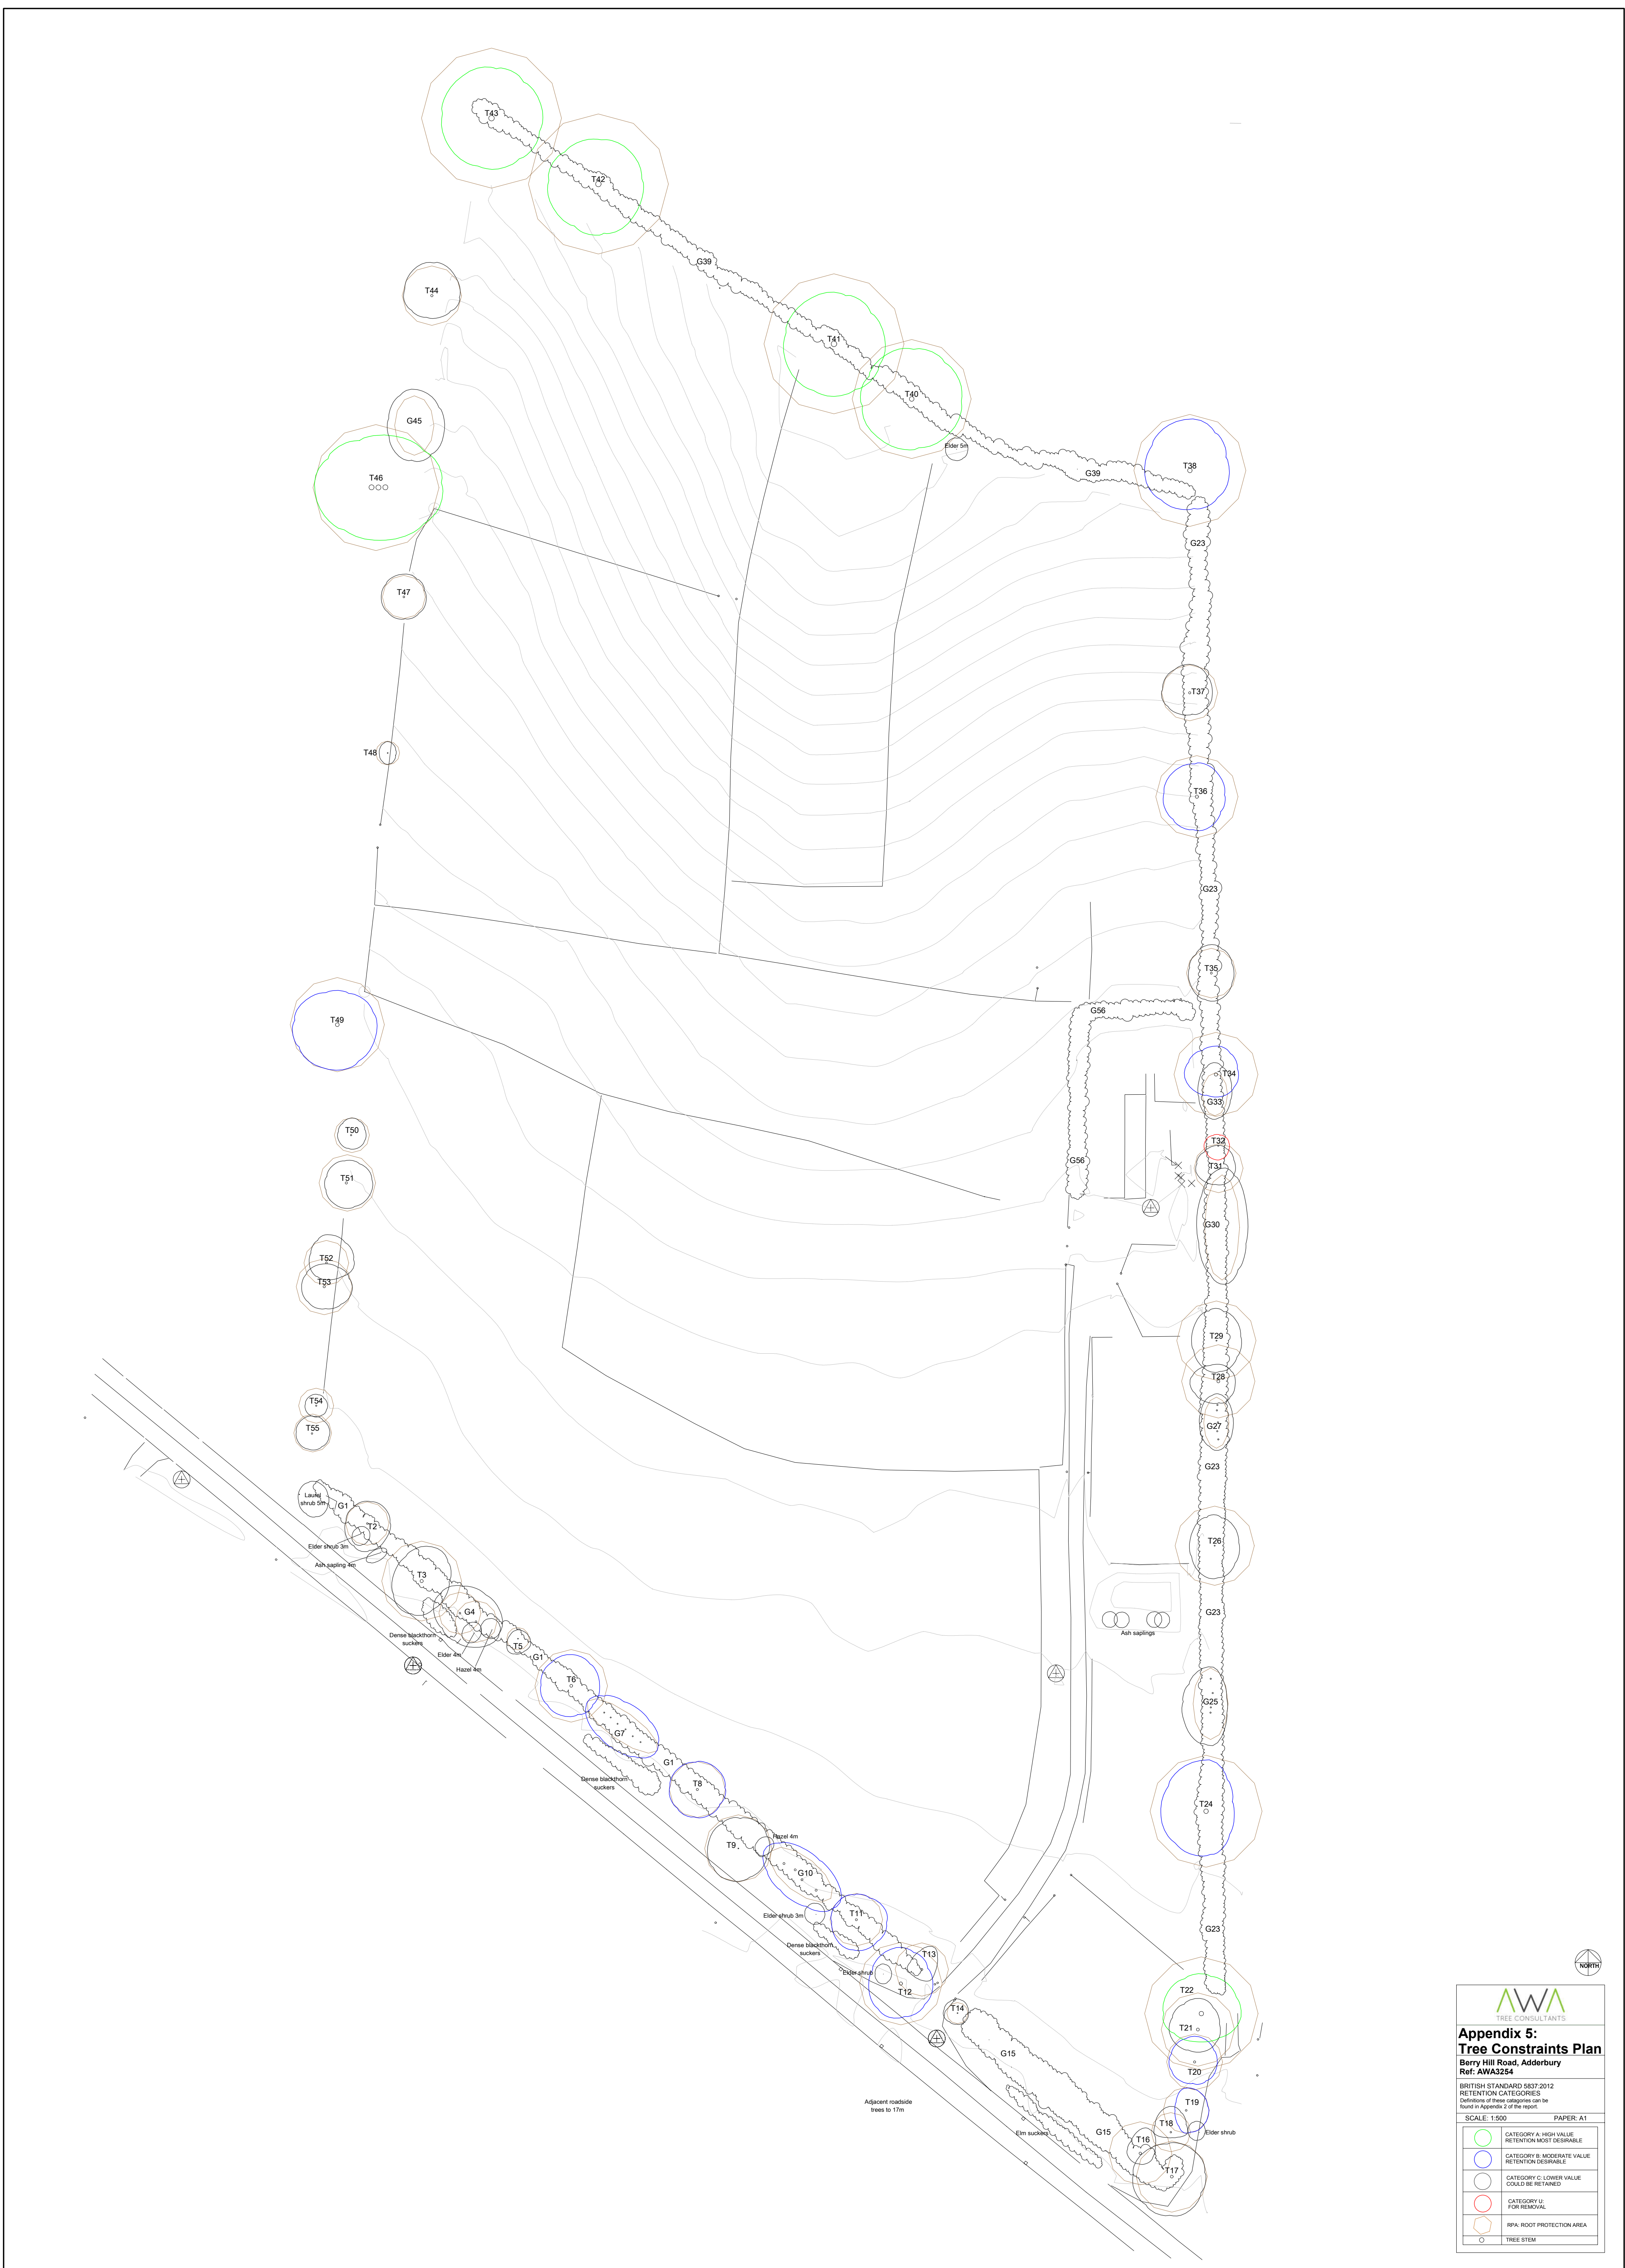 T43
T42
G39
T44
T41
T40
Elder 5m
G45
T38
G39
T46
G23
T47
T37
T48
T36
G23
T35
G56
T49
T34
G33
T50
T32
G56
T31
T51
G30
T52
T53
T29
T28
T54
T55
G27
G23
Laurel
shrub 5m
G1
T2
T26
Elder shrub 3m
Ash sapling 4m
T3
G4
G23
Ash saplings
Dense blackthorn
suckers
T5
Elder 4m
G1
Hazel 4m
T6
G25
G7
G1
Dense blackthorn
suckers
T8
T24
Hazel 4m
T9
G10
Elder shrub 3m
T11
G23
Dense blackthorn
suckers
T13
Elder shrub
T12
T22
T14
T21
G15
T20
Adjacent roadside
trees to 17m
T19
T18
Elder shrub
Elm suckers
G15
T16
T17
NORTH
AWA
TREE CONSULTANTS
Appendix 5:
Tree Constraints Plan
Berry Hill Road, Adderbury
Ref: AWA3254
BRITISH STANDARD 5837:2012
RETENTION CATEGORIES
Definitions of these catagories can be
found in Appendix 2 of the report.
SCALE: 1:500 PAPER: A1
CATEGORY A: HIGH VALUE
RETENTION MOST DESIRABLE
CATEGORY B: MODERATE VALUE
RETENTION DESIRABLE
CATEGORY C: LOWER VALUE
COULD BE RETAINED
CATEGORY U:
FOR REMOVAL
RPA: ROOT PROTECTION AREA
TREE STEM